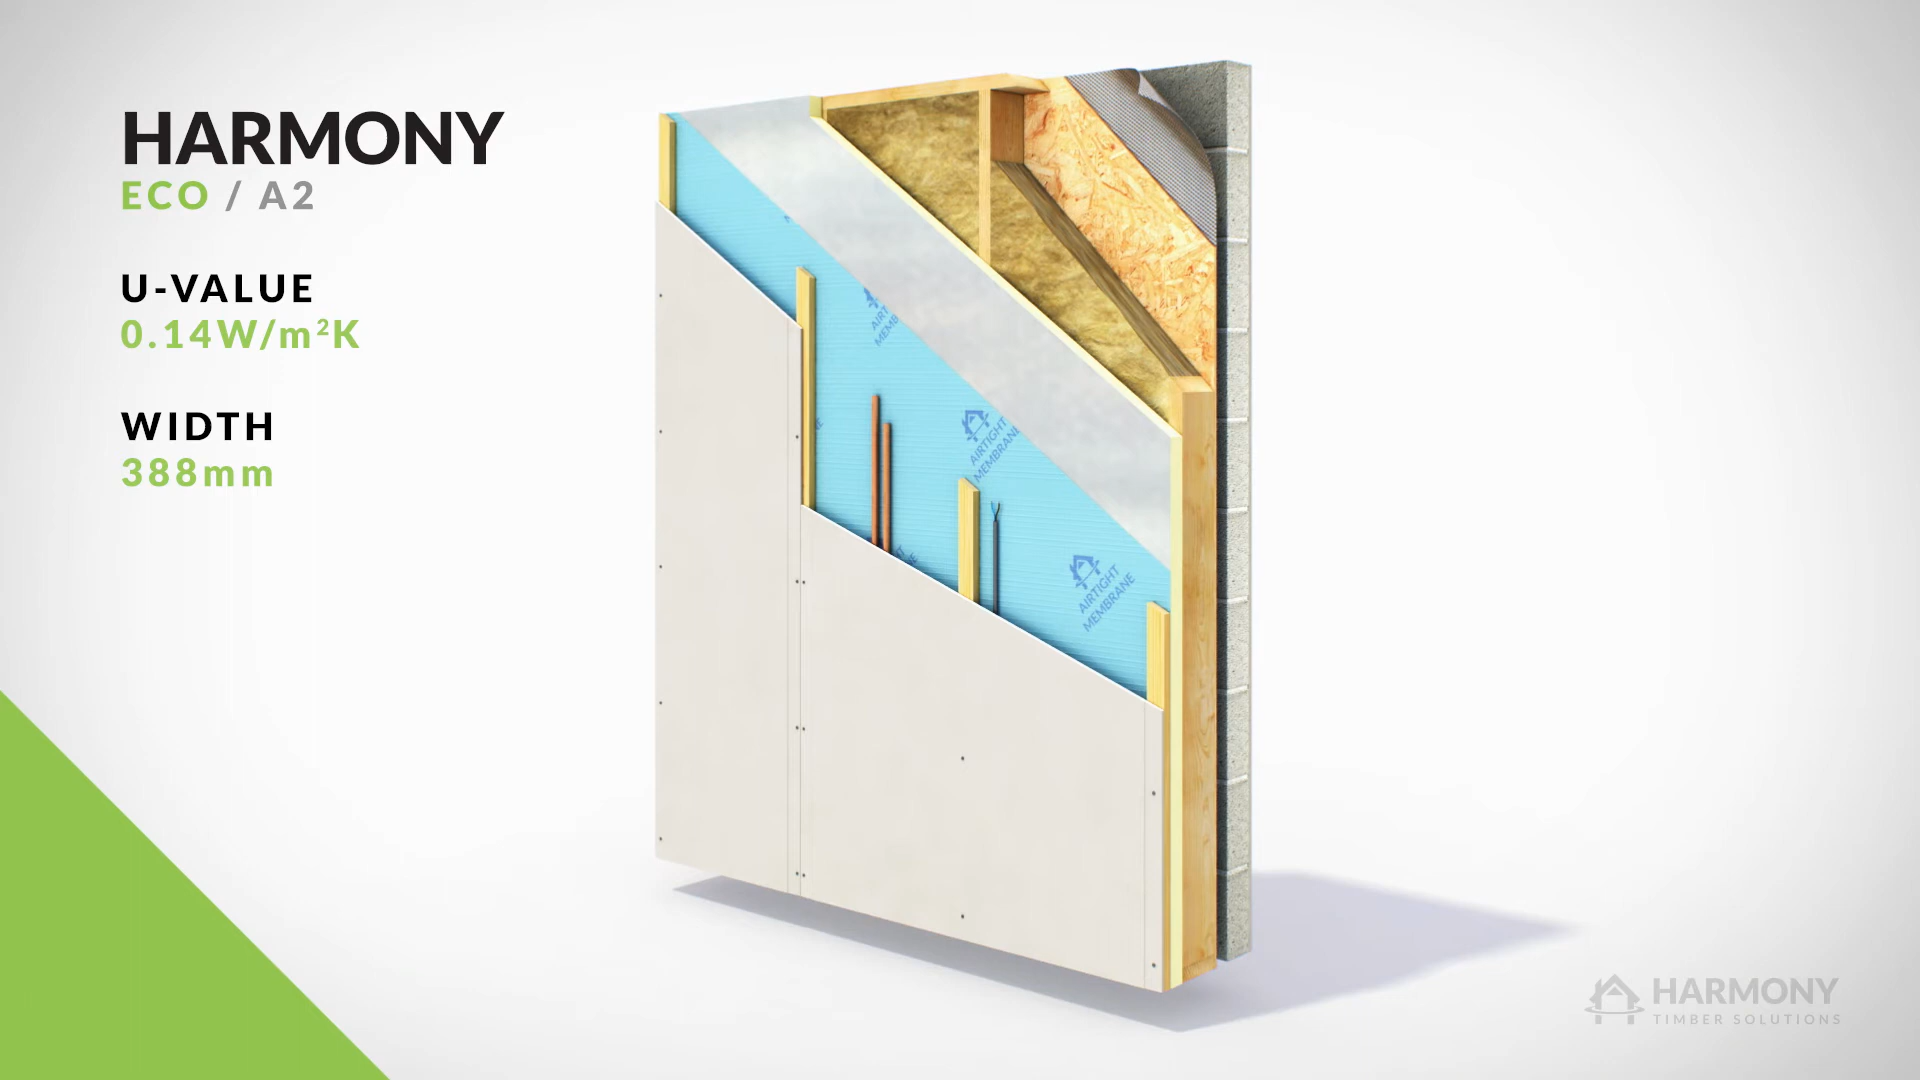 HARMONY
ECO / A2
U-VALUE
0.14W/m²K
WIDTH
388mm
AIRTIGHT
MEMBRANE
AIRTIGHT
MEMBRANE
HARMONY
TIMBER SOLUTIONS